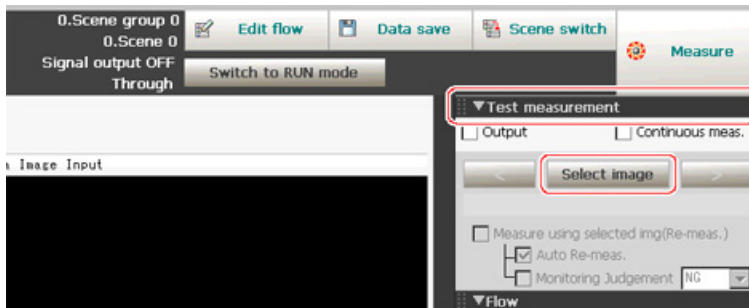 0.Scene group 0
0.Scene 0
Edit flow
Data save
Scene switch
Measure
Signal output OFF
Through
Switch to RUN mode
▼Test measurement
Output
Continuous meas.
Image Input
<
Select image
>
Measure using selected img(Re-meas.)
Auto Re-meas.
Monitoring Judgement
NG
▼Flow